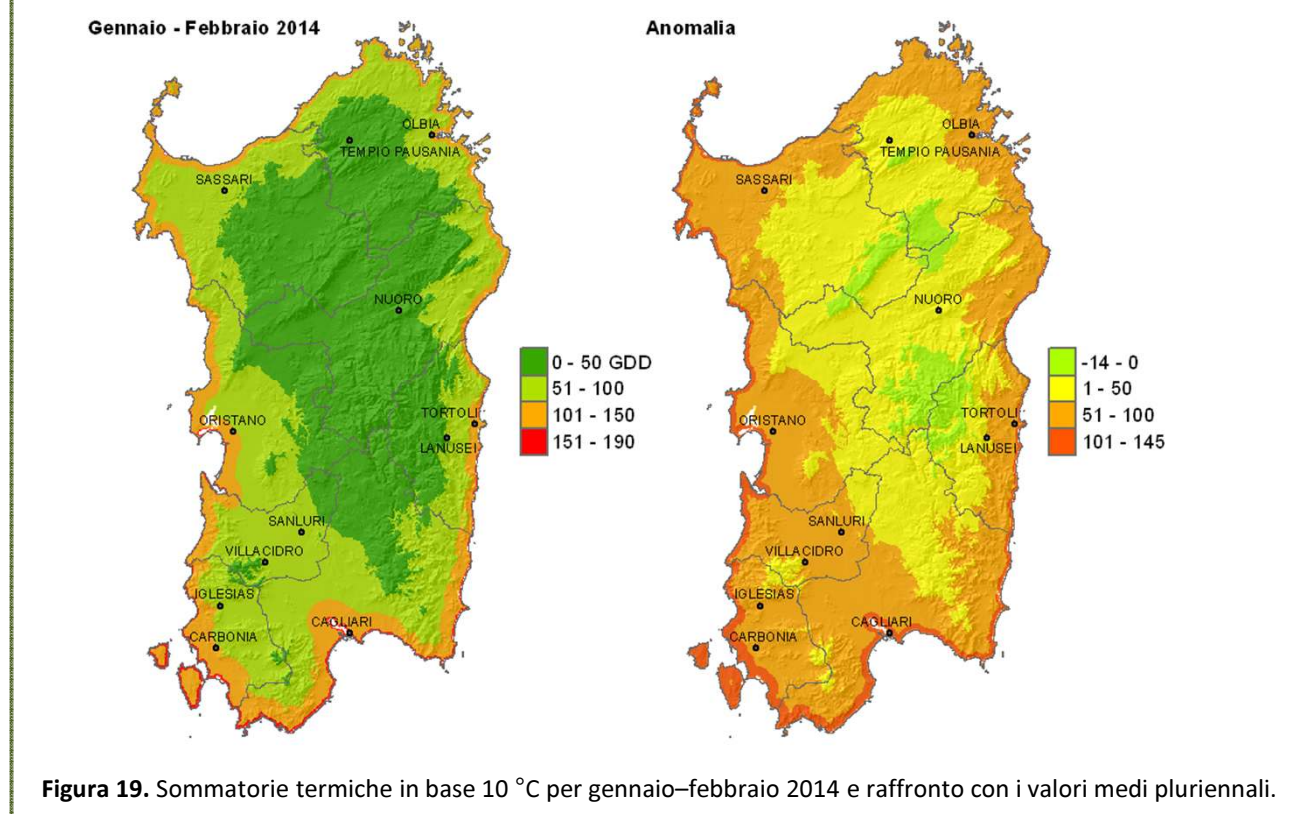 Gennaio - Febbraio 2014
OLBIA
TEMPIO PAUSANIA
SASSARI
NUORO
ORISTANO
TORTOLI
LANUSEI
SANLURI
VILLACIDRO
IGLESIAS
CAGLIARI
CARBONIA
0 - 50 GDD
51 - 100
101 - 150
151 - 190
Anomalia
OLBIA
TEMPIO PAUSANIA
SASSARI
NUORO
ORISTANO
TORTOLI
LANUSEI
SANLURI
VILLACIDRO
IGLESIAS
CAGLIARI
CARBONIA
-14 - 0
1 - 50
51 - 100
101 - 145
Figura 19. Sommatorie termiche in base 10 °C per gennaio–febbraio 2014 e raffronto con i valori medi pluriennali.